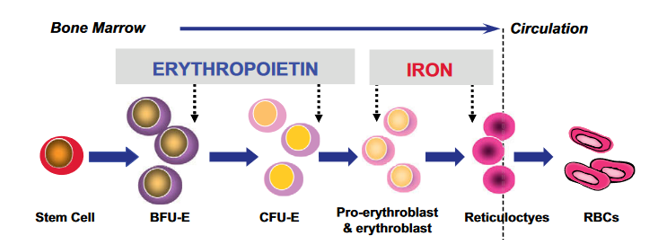 Bone Marrow
Circulation
ERYTHROPOIETIN
IRON
Stem Cell
BFU-E
CFU-E
Pro-erythroblast
& erythroblast
Reticuloctyes
RBCs